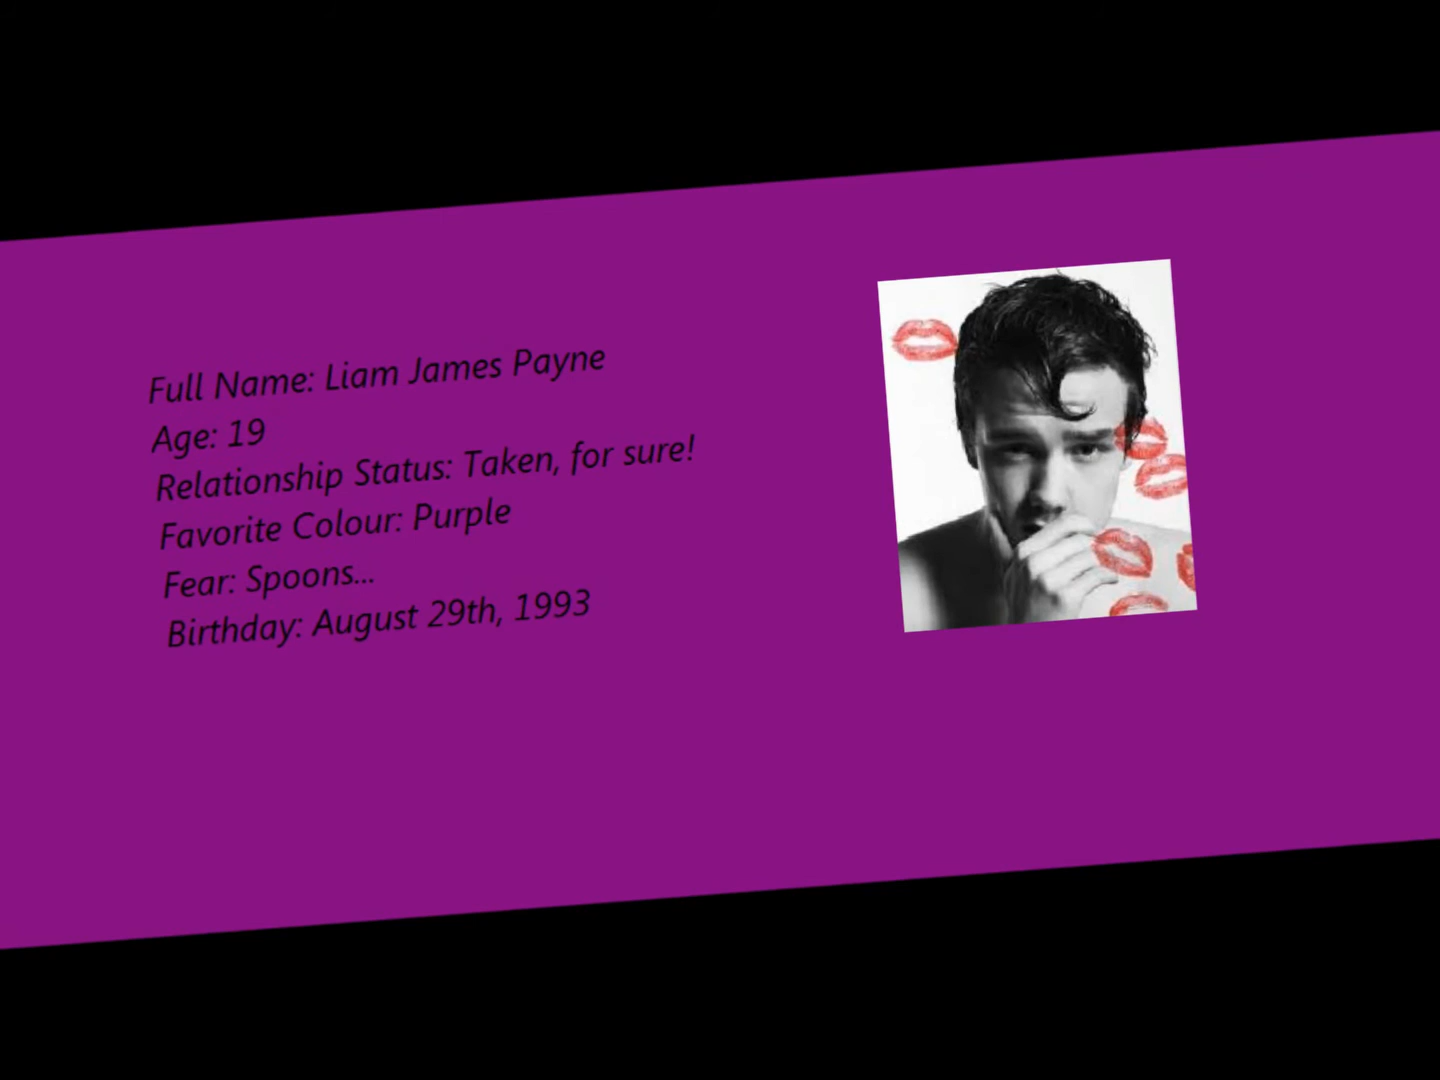 Full Name: Liam James Payne
Age: 19
Relationship Status: Taken, for sure!
Favorite Colour: Purple
Fear: Spoons...
Birthday: August 29th, 1993